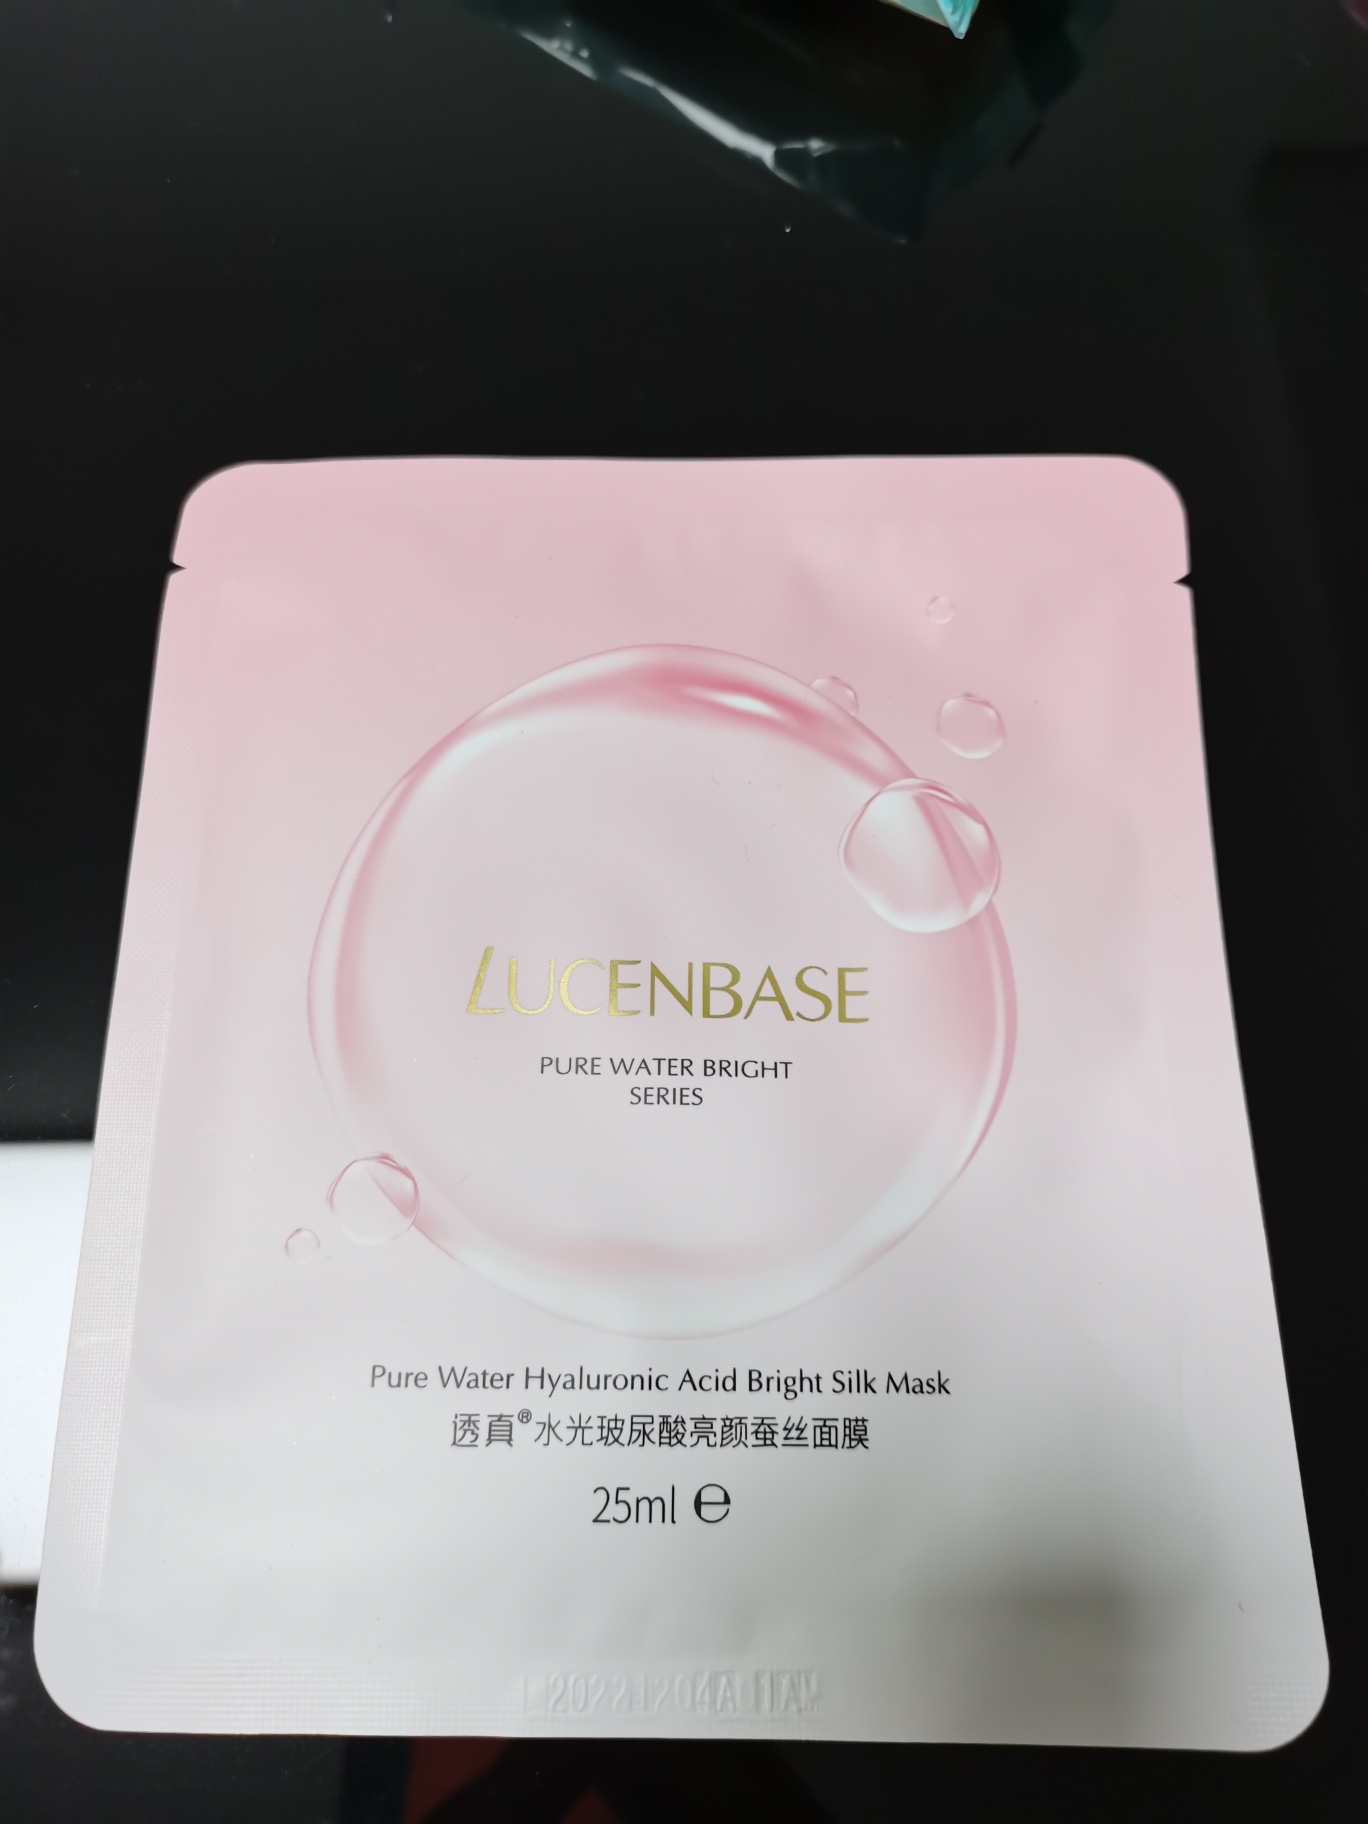 LUCENBASE
PURE WATER BRIGHT
SERIES
Pure Water Hyaluronic Acid Bright Silk Mask
透真®水光玻尿酸亮颜蚕丝面膜
25ml ℮